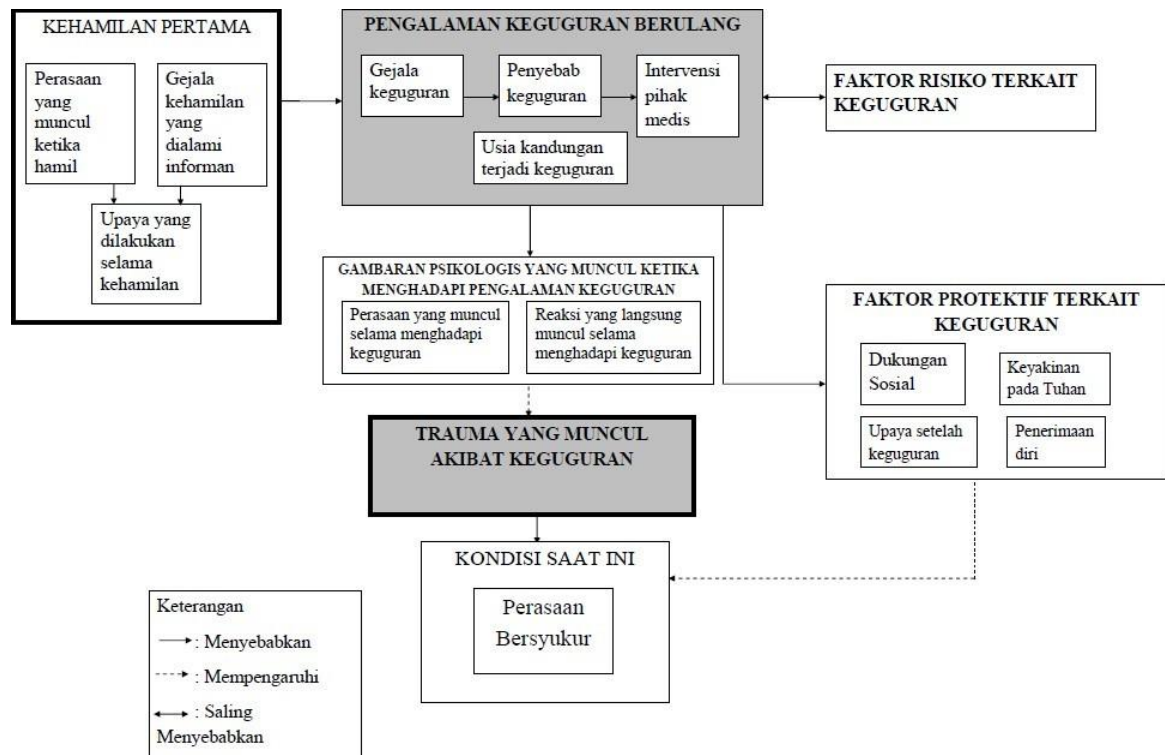 KEHAMILAN PERTAMA
Perasaan
yang
muncul
ketika
hamil
Gejala
kehamilan
yang
dialami
informan
Upaya yang
dilakukan
selama
kehamilan
PENGALAMAN KEGUGURAN BERULANG
Gejala
keguguran
Penyebab
keguguran
Intervensi
pihak
medis
Usia kandungan
terjadi keguguran
FAKTOR RISIKO TERKAIT
KEGUGURAN
GAMBARAN PSIKOLOGIS YANG MUNCUL KETIKA
MENGHADAPI PENGALAMAN KEGUGURAN
Perasaan yang muncul
selama menghadapi
keguguran
Reaksi yang langsung
muncul selama
menghadapi keguguran
FAKTOR PROTEKTIF TERKAIT
KEGUGURAN
Dukungan
Sosial
Keyakinan
pada Tuhan
Upaya setelah
keguguran
Penerimaan
diri
TRAUMA YANG MUNCUL
AKIBAT KEGUGURAN
KONDISI SAAT INI
Perasaan
Bersyukur
Keterangan
: Menyebabkan
: Mempengaruhi
: Saling
Menyebabkan